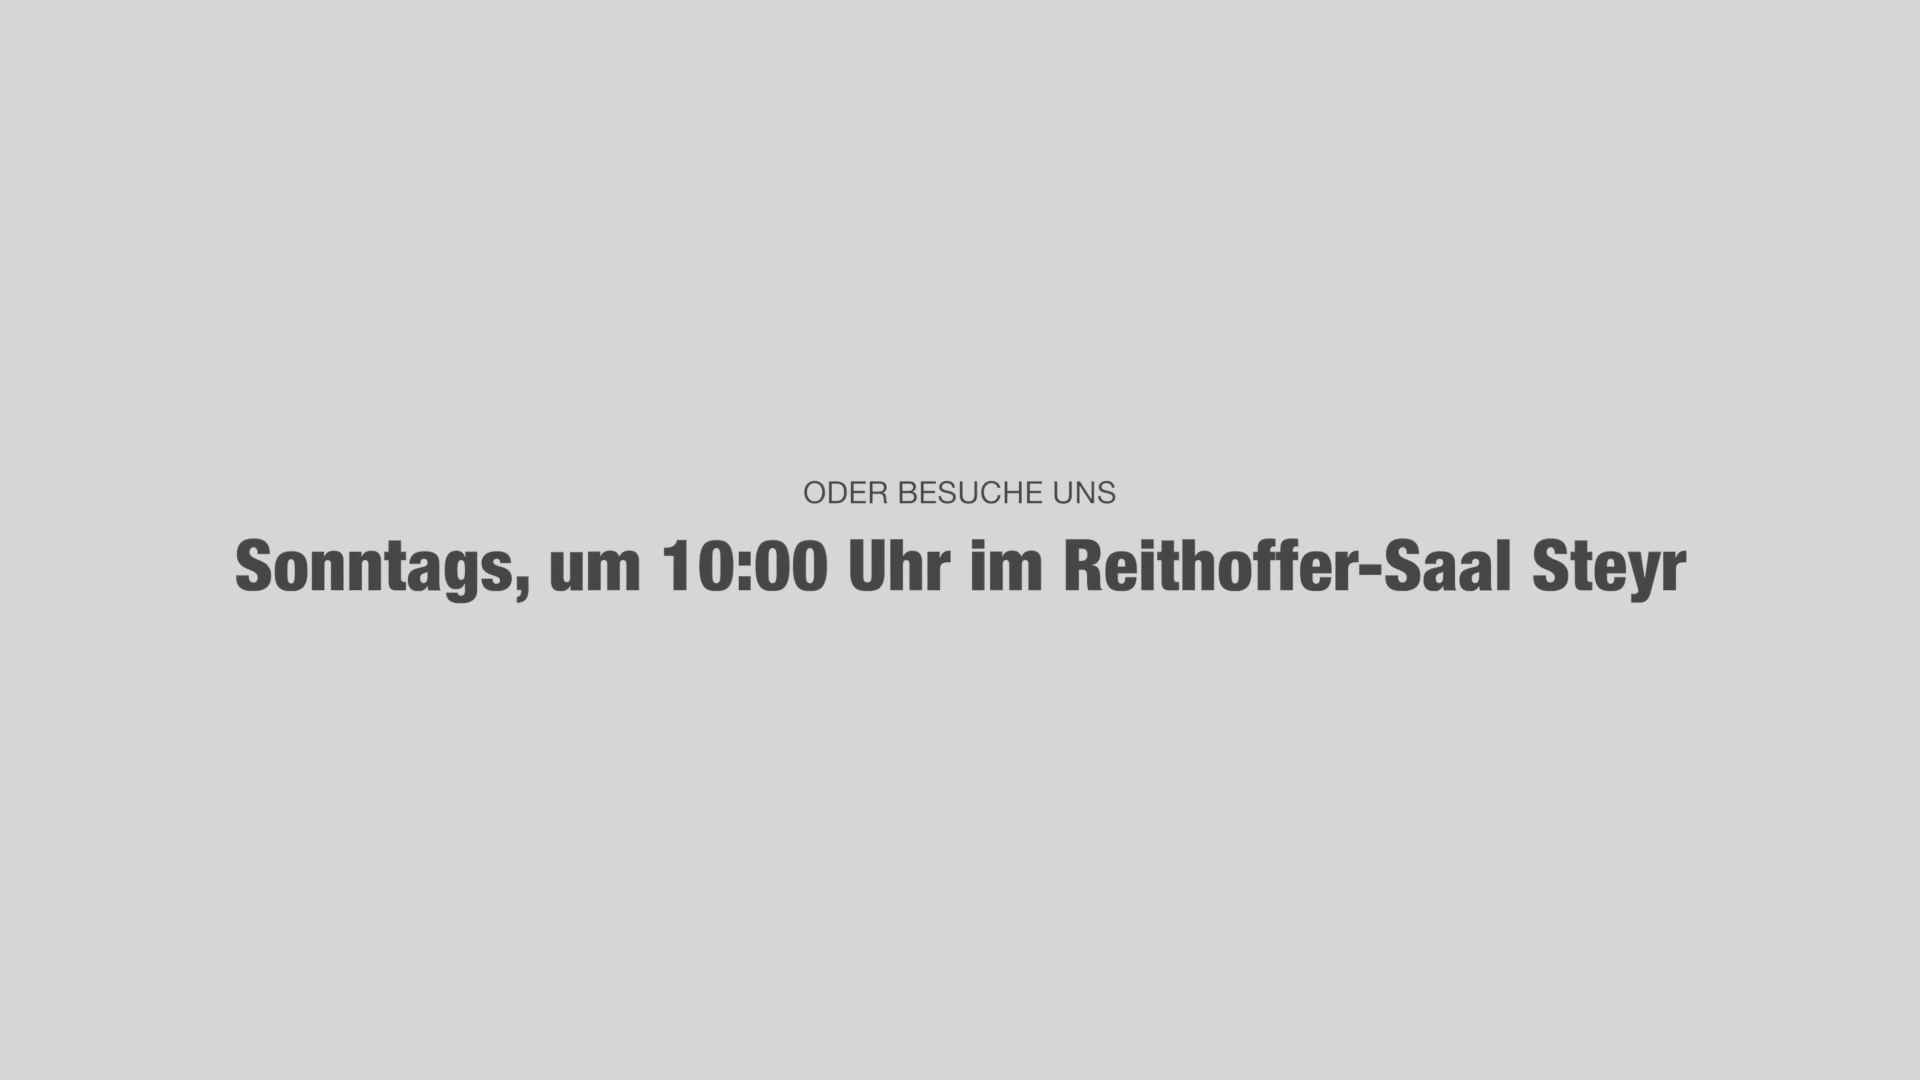 ODER BESUCHE UNS
Sonntags, um 10:00 Uhr im Reithoffer-Saal Steyr